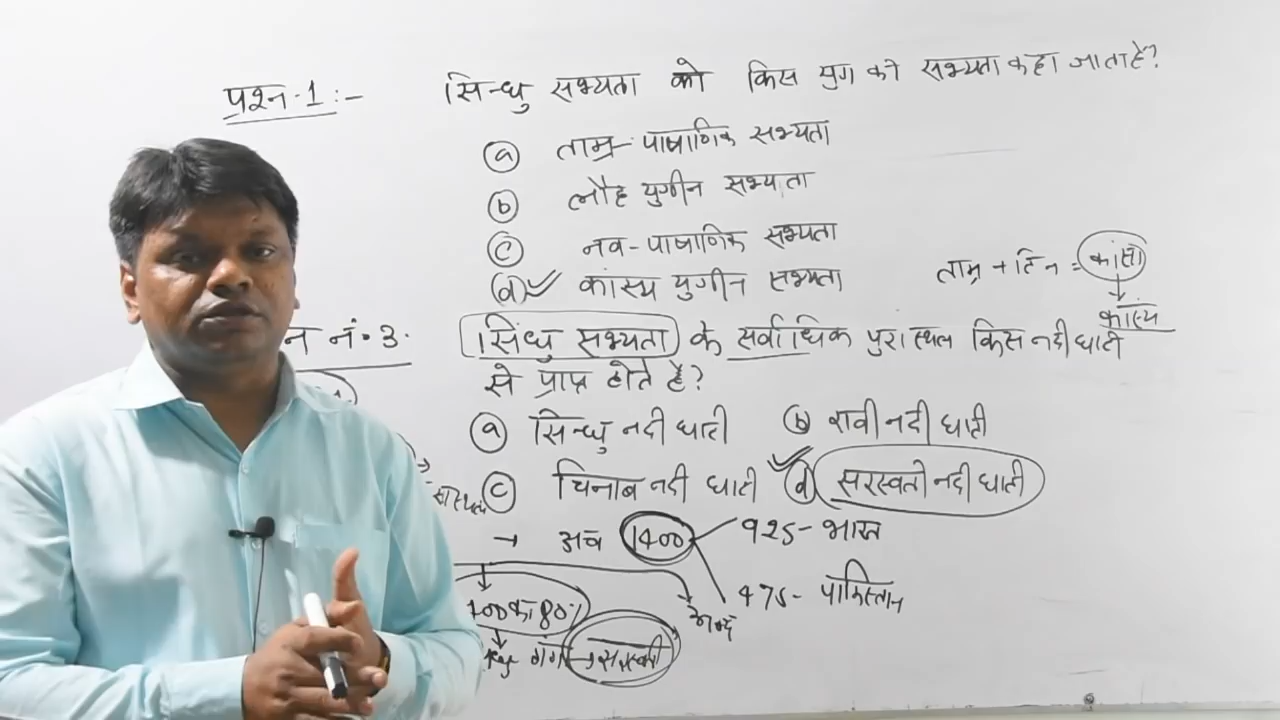 प्रश्न-1:- सिन्धु सभ्यता को किस युग की सभ्यता कहा जाता है?
(a) ताम्र-पाषाणिक सभ्यता
(b) लौह युगीन सभ्यता
(c) नव-पाषाणिक सभ्यता
(d) कांस्य युगीन सभ्यता
ताम्र + टिन = कांसा
कांस्य
न नं॰ 3. सिंधु सभ्यता के सर्वाधिक पुरास्थल किस नदी घाटी
से प्राप्त होते है?
(a) सिन्धु नदी घाटी (b) रावी नदी घाटी
(c) चिनाब नदी घाटी (d) सरस्वती नदी घाटी
→ अब 1400 925- भारत
475- पाकिस्तान
का 80%
सरस्वती